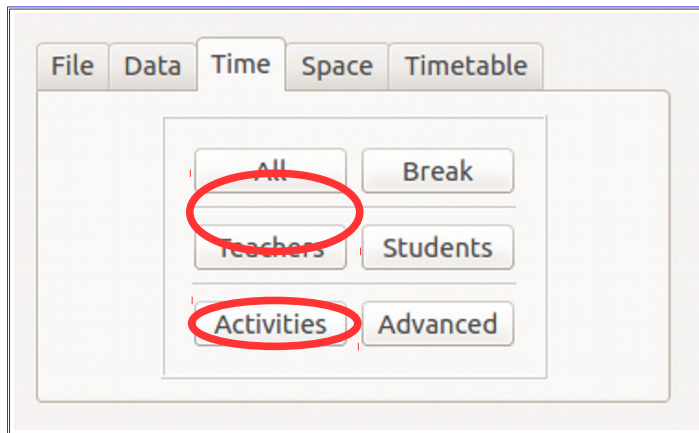 File Data Time Space Timetable
All Break
Teachers Students
Activities Advanced